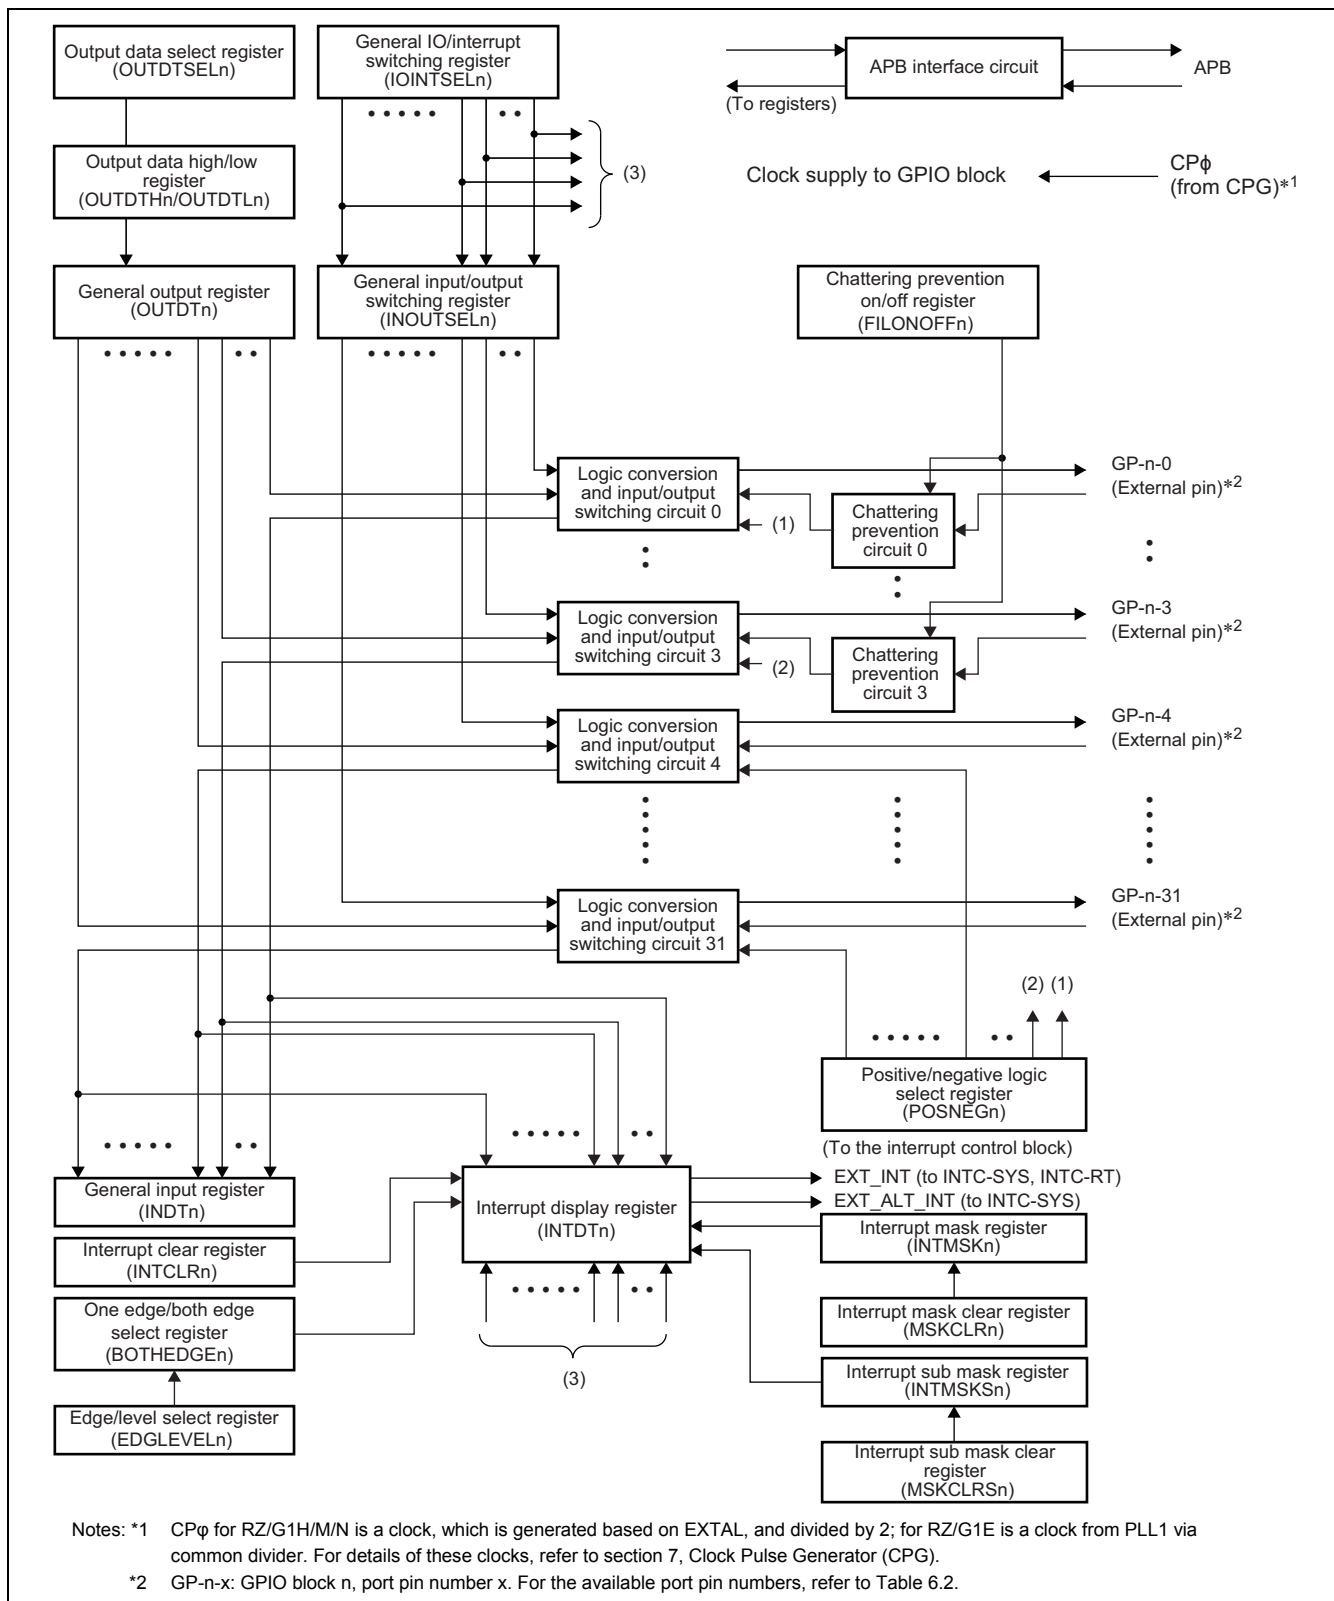 Output data select register
(OUTDTSELn)
General IO/interrupt
switching register
(IOINTSELn)
APB interface circuit
APB
(To registers)
Output data high/low
register
(OUTDTHn/OUTDTLn)
(3)
Clock supply to GPIO block
CPϕ
(from CPG)*1
General output register
(OUTDTn)
General input/output
switching register
(INOUTSELn)
Chattering prevention
on/off register
(FILONOFFn)
Logic conversion
and input/output
switching circuit 0
(1)
Chattering
prevention
circuit 0
GP-n-0
(External pin)*2
Logic conversion
and input/output
switching circuit 3
(2)
Chattering
prevention
circuit 3
GP-n-3
(External pin)*2
Logic conversion
and input/output
switching circuit 4
GP-n-4
(External pin)*2
Logic conversion
and input/output
switching circuit 31
GP-n-31
(External pin)*2
(2) (1)
Positive/negative logic
select register
(POSNEGn)
(To the interrupt control block)
General input register
(INDTn)
Interrupt display register
(INTDTn)
EXT_INT (to INTC-SYS, INTC-RT)
EXT_ALT_INT (to INTC-SYS)
Interrupt clear register
(INTCLRn)
Interrupt mask register
(INTMSKn)
One edge/both edge
select register
(BOTHEDGEn)
Interrupt mask clear register
(MSKCLRn)
(3)
Interrupt sub mask register
(INTMSKSn)
Edge/level select register
(EDGLEVELn)
Interrupt sub mask clear
register
(MSKCLRSn)
Notes: *1 CPφ for RZ/G1H/M/N is a clock, which is generated based on EXTAL, and divided by 2; for RZ/G1E is a clock from PLL1 via
common divider. For details of these clocks, refer to section 7, Clock Pulse Generator (CPG).
*2 GP-n-x: GPIO block n, port pin number x. For the available port pin numbers, refer to Table 6.2.